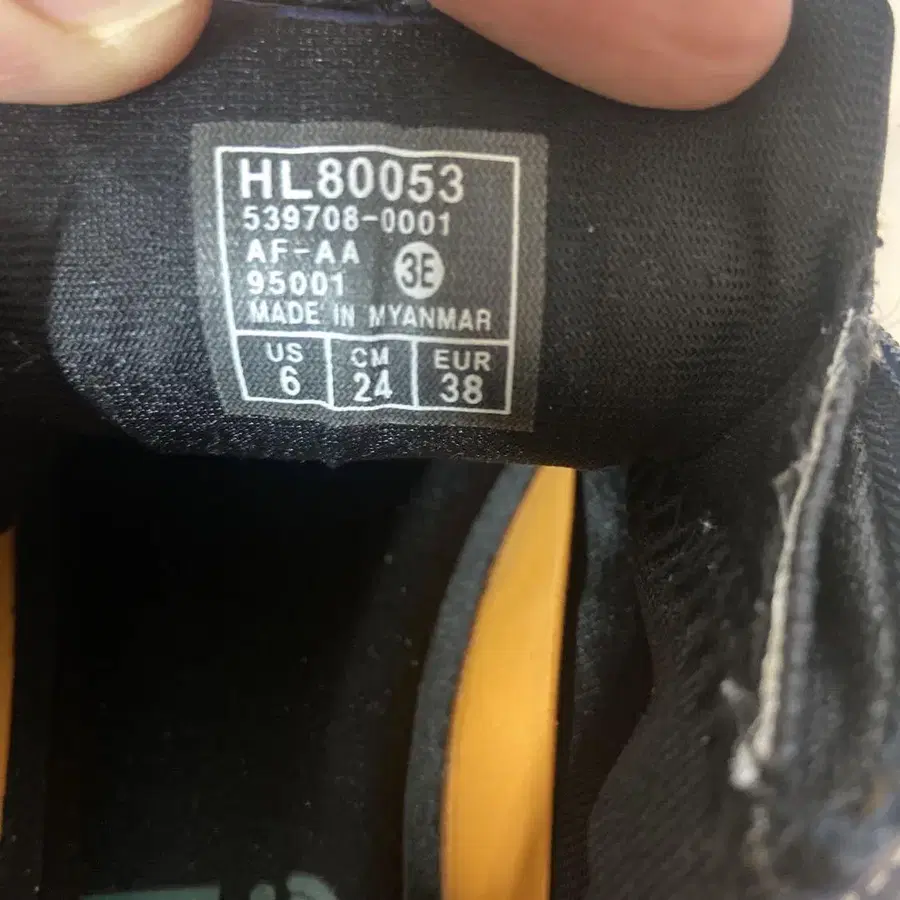 HL80053
539708-0001
AF-AA
95001 3E
MADE IN MYANMAR
US CM EUR
6 24 38